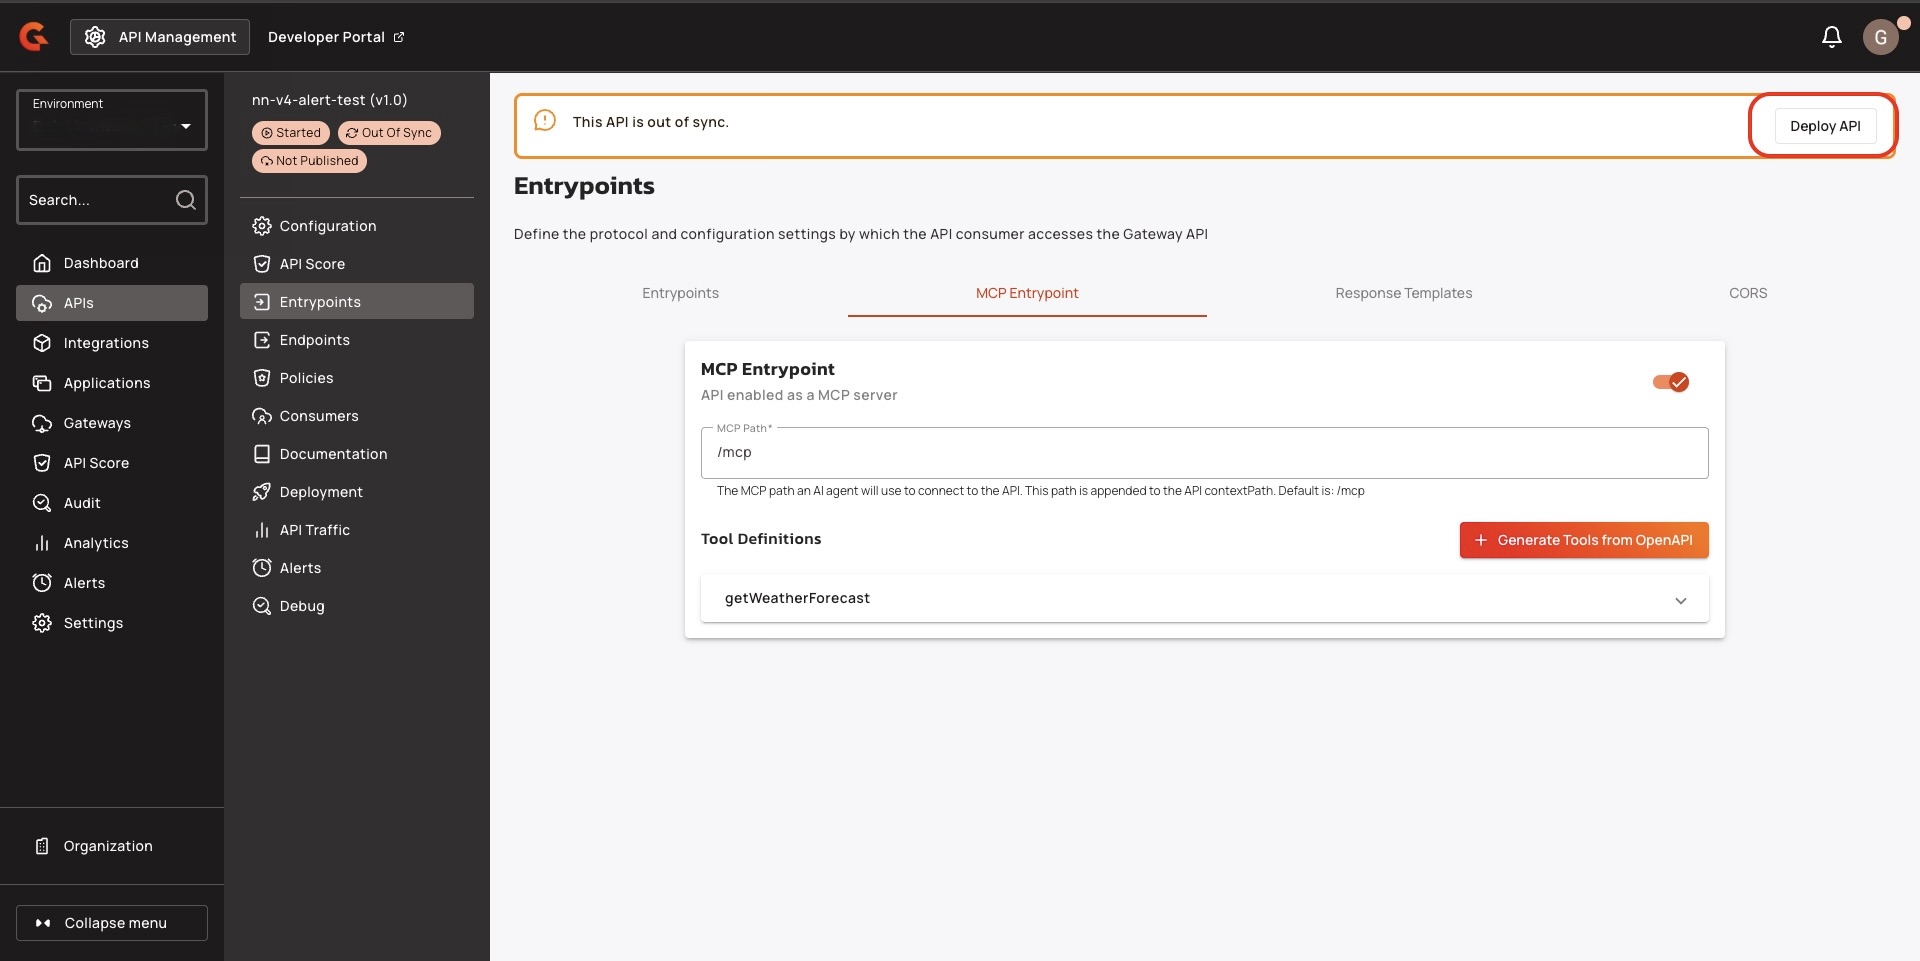 API Management
Developer Portal
G
Environment
Search...
Dashboard
APIs
Integrations
Applications
Gateways
API Score
Audit
Analytics
Alerts
Settings
Organization
Collapse menu
nn-v4-alert-test (v1.0)
Started
Out Of Sync
Not Published
Configuration
API Score
Entrypoints
Endpoints
Policies
Consumers
Documentation
Deployment
API Traffic
Alerts
Debug
This API is out of sync.
Deploy API
Entrypoints
Define the protocol and configuration settings by which the API consumer accesses the Gateway API
Entrypoints
MCP Entrypoint
Response Templates
CORS
MCP Entrypoint
API enabled as a MCP server
MCP Path*
/mcp
The MCP path an AI agent will use to connect to the API. This path is appended to the API contextPath. Default is: /mcp
Tool Definitions
Generate Tools from OpenAPI
getWeatherForecast